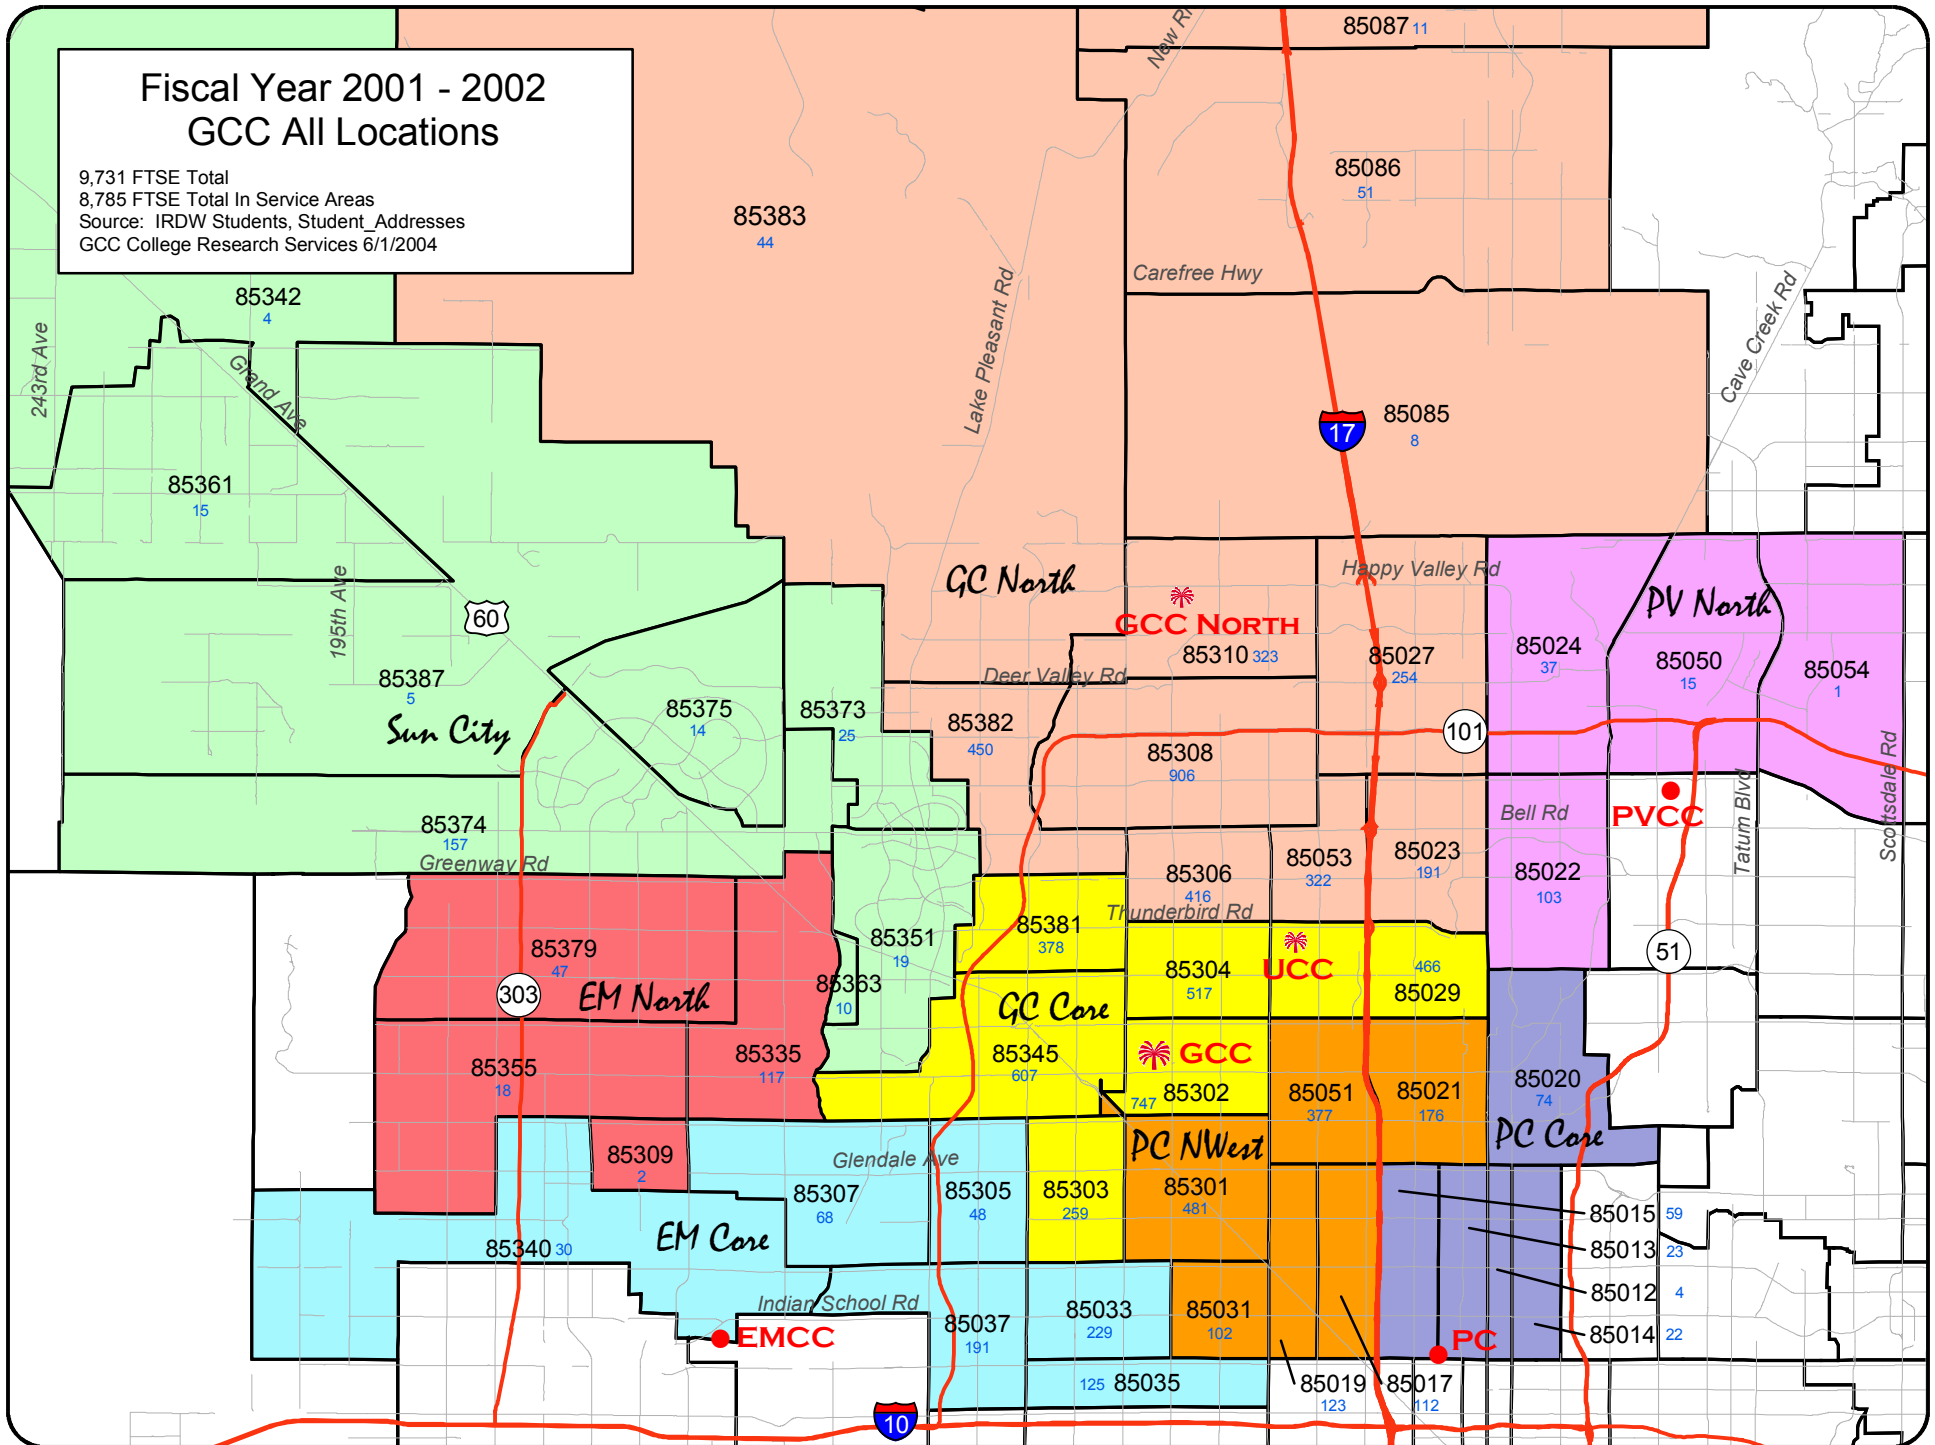 Fiscal Year 2001 - 2002
GCC All Locations
9,731 FTSE Total
8,785 FTSE Total In Service Areas
Source: IRDW Students, Student_Addresses
GCC College Research Services 6/1/2004
85087 11
New Ri
85086
51
85383
44
Carefree Hwy
85342
4
243rd Ave
Grand Ave
Lake Pleasant Rd
Cave Creek Rd
17
85085
8
85361
15
195th Ave
60
GC North
GCC North
85310 323
Happy Valley Rd
85027
254
PV North
85024
37
85050
15
85054
1
85387
5
Sun City
85375
14
85373
25
Deer Valley Rd
85382
450
85308
906
101
Scottsdale Rd
Tatum Blvd
PVCC
Bell Rd
85374
157
Greenway Rd
85306
416
85053
322
85023
191
85022
103
Thunderbird Rd
85381
378
85351
19
85363
10
85379
47
303
EM North
GC Core
85304
517
UCC
466
85029
51
85355
18
85335
117
85345
607
GCC
747 85302
85051
377
85021
176
85020
74
PC Core
PC NWest
85309
2
Glendale Ave
85307
68
85305
48
85303
259
85301
481
85015 59
85013 23
85012 4
85014 22
85340 30
EM Core
Indian School Rd
EMCC
85037
191
85033
229
85031
102
PC
125 85035
85019
123
85017
112
10